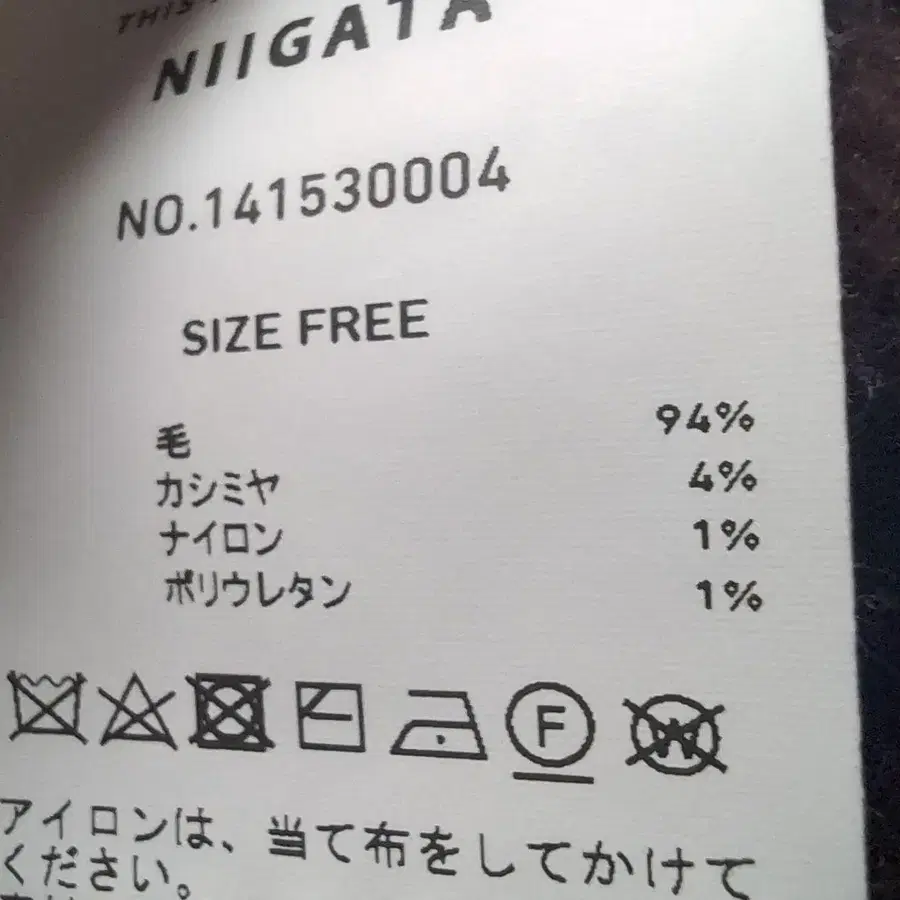 THIS
NIIGATA
NO.141530004
SIZE FREE
毛 94%
カシミヤ 4%
ナイロン 1%
ポリウレタン 1%
F W
アイロンは、当て布をしてかけて
ください。